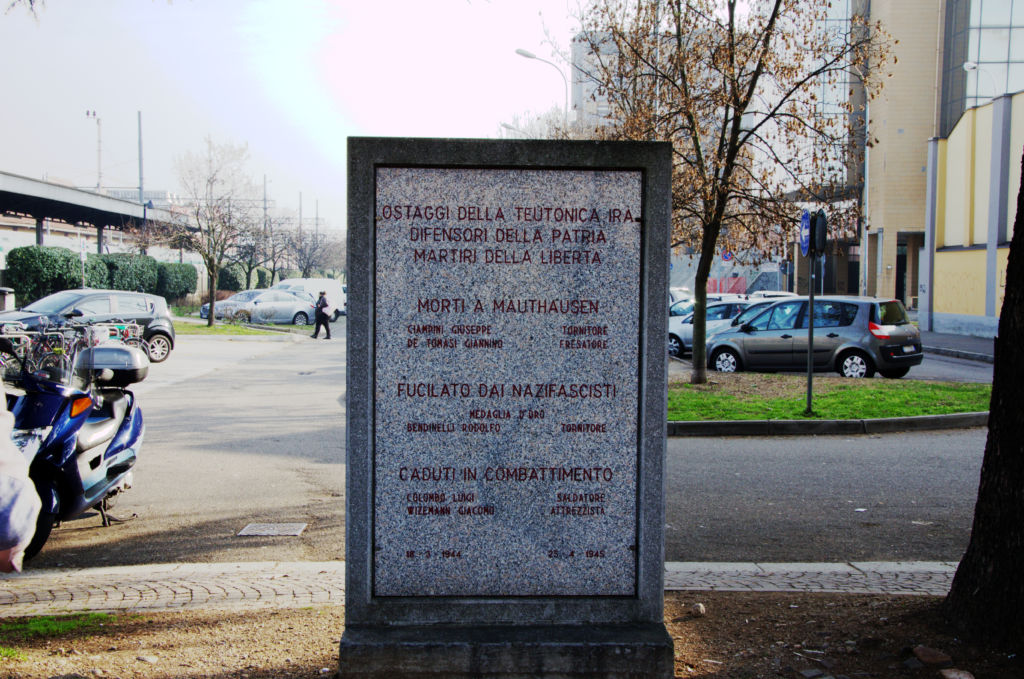 OSTAGGI DELLA TEUTONICA IRA
DIFENSORI DELLA PATRIA
MARTIRI DELLA LIBERTA
MORTI A MAUTHAUSEN
CIAMPINI GIUSEPPE TORNITORE
DE TOMASI GIANNINO FRESATORE
FUCILATO DAI NAZIFASCISTI
MEDAGLIA D'ORO
BENDINELLI RODOLFO TORNITORE
CADUTI IN COMBATTIMENTO
COLOMBO LUIGI SALDATORE
WIZEMANN GIACOMO ATTREZZISTA
18 - 3 - 1944 25 - 4 - 1945